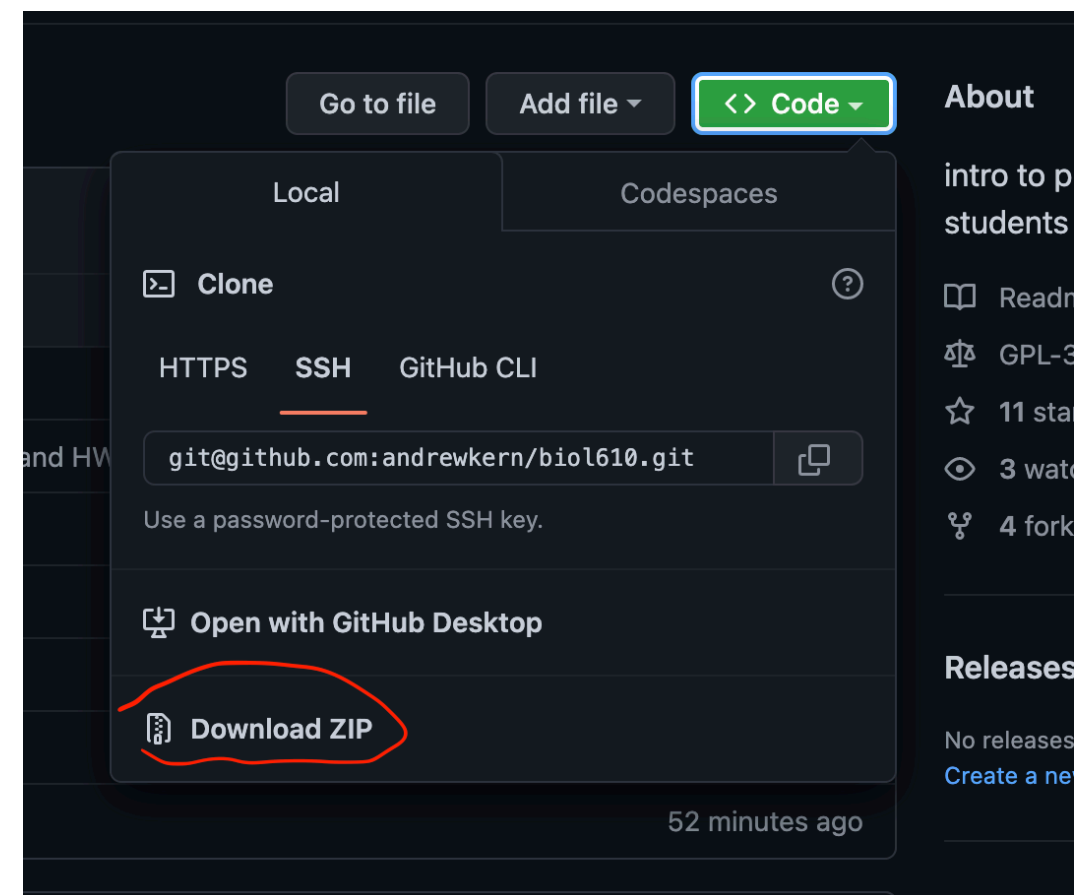 Go to file
Add file
Code
Local
Codespaces
Clone
HTTPS
SSH
GitHub CLI
git@github.com:andrewkern/biol610.git
Use a password-protected SSH key.
Open with GitHub Desktop
Download ZIP
and HW
52 minutes ago
About
intro to p
students
Readm
GPL-3
11 star
3 watc
4 fork
Releases
No releases
Create a new